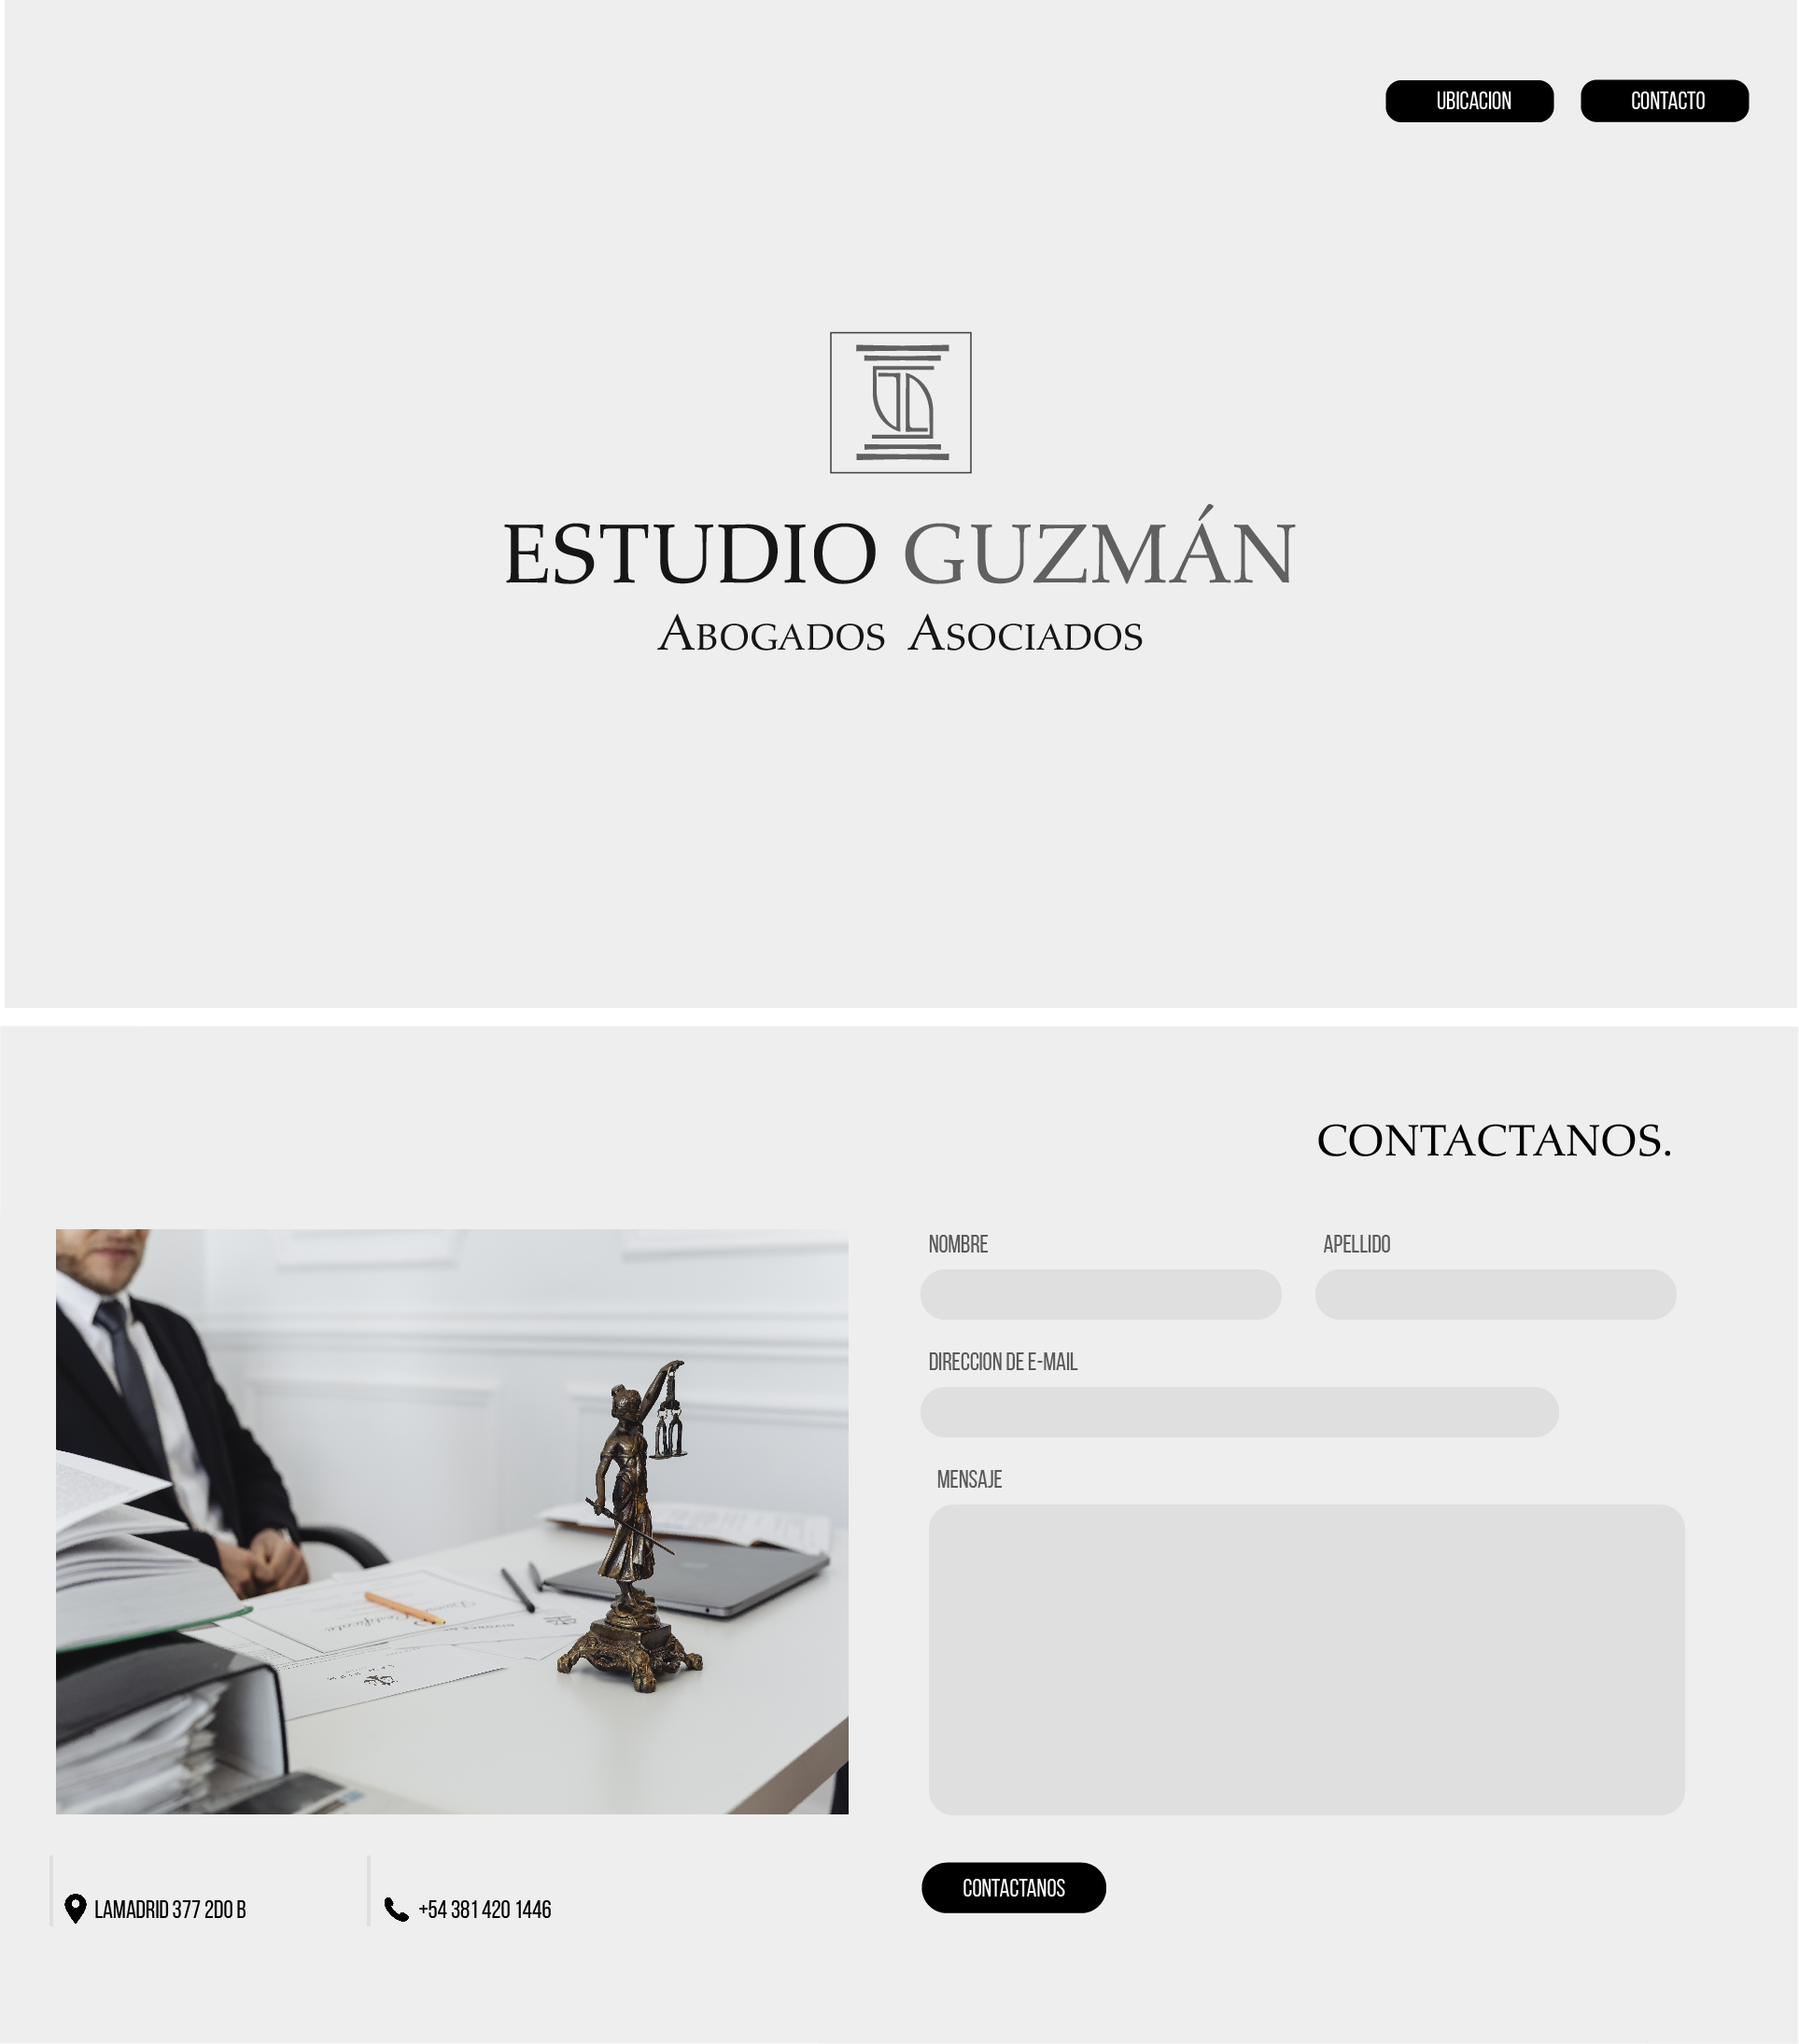 UBICACION
CONTACTO
ESTUDIO GUZMÁN
ABOGADOS ASOCIADOS
CONTACTANOS.
NOMBRE
APELLIDO
DIRECCION DE E-MAIL
MENSAJE
CONTACTANOS
LAMADRID 377 2DO B
+54 381 420 1446